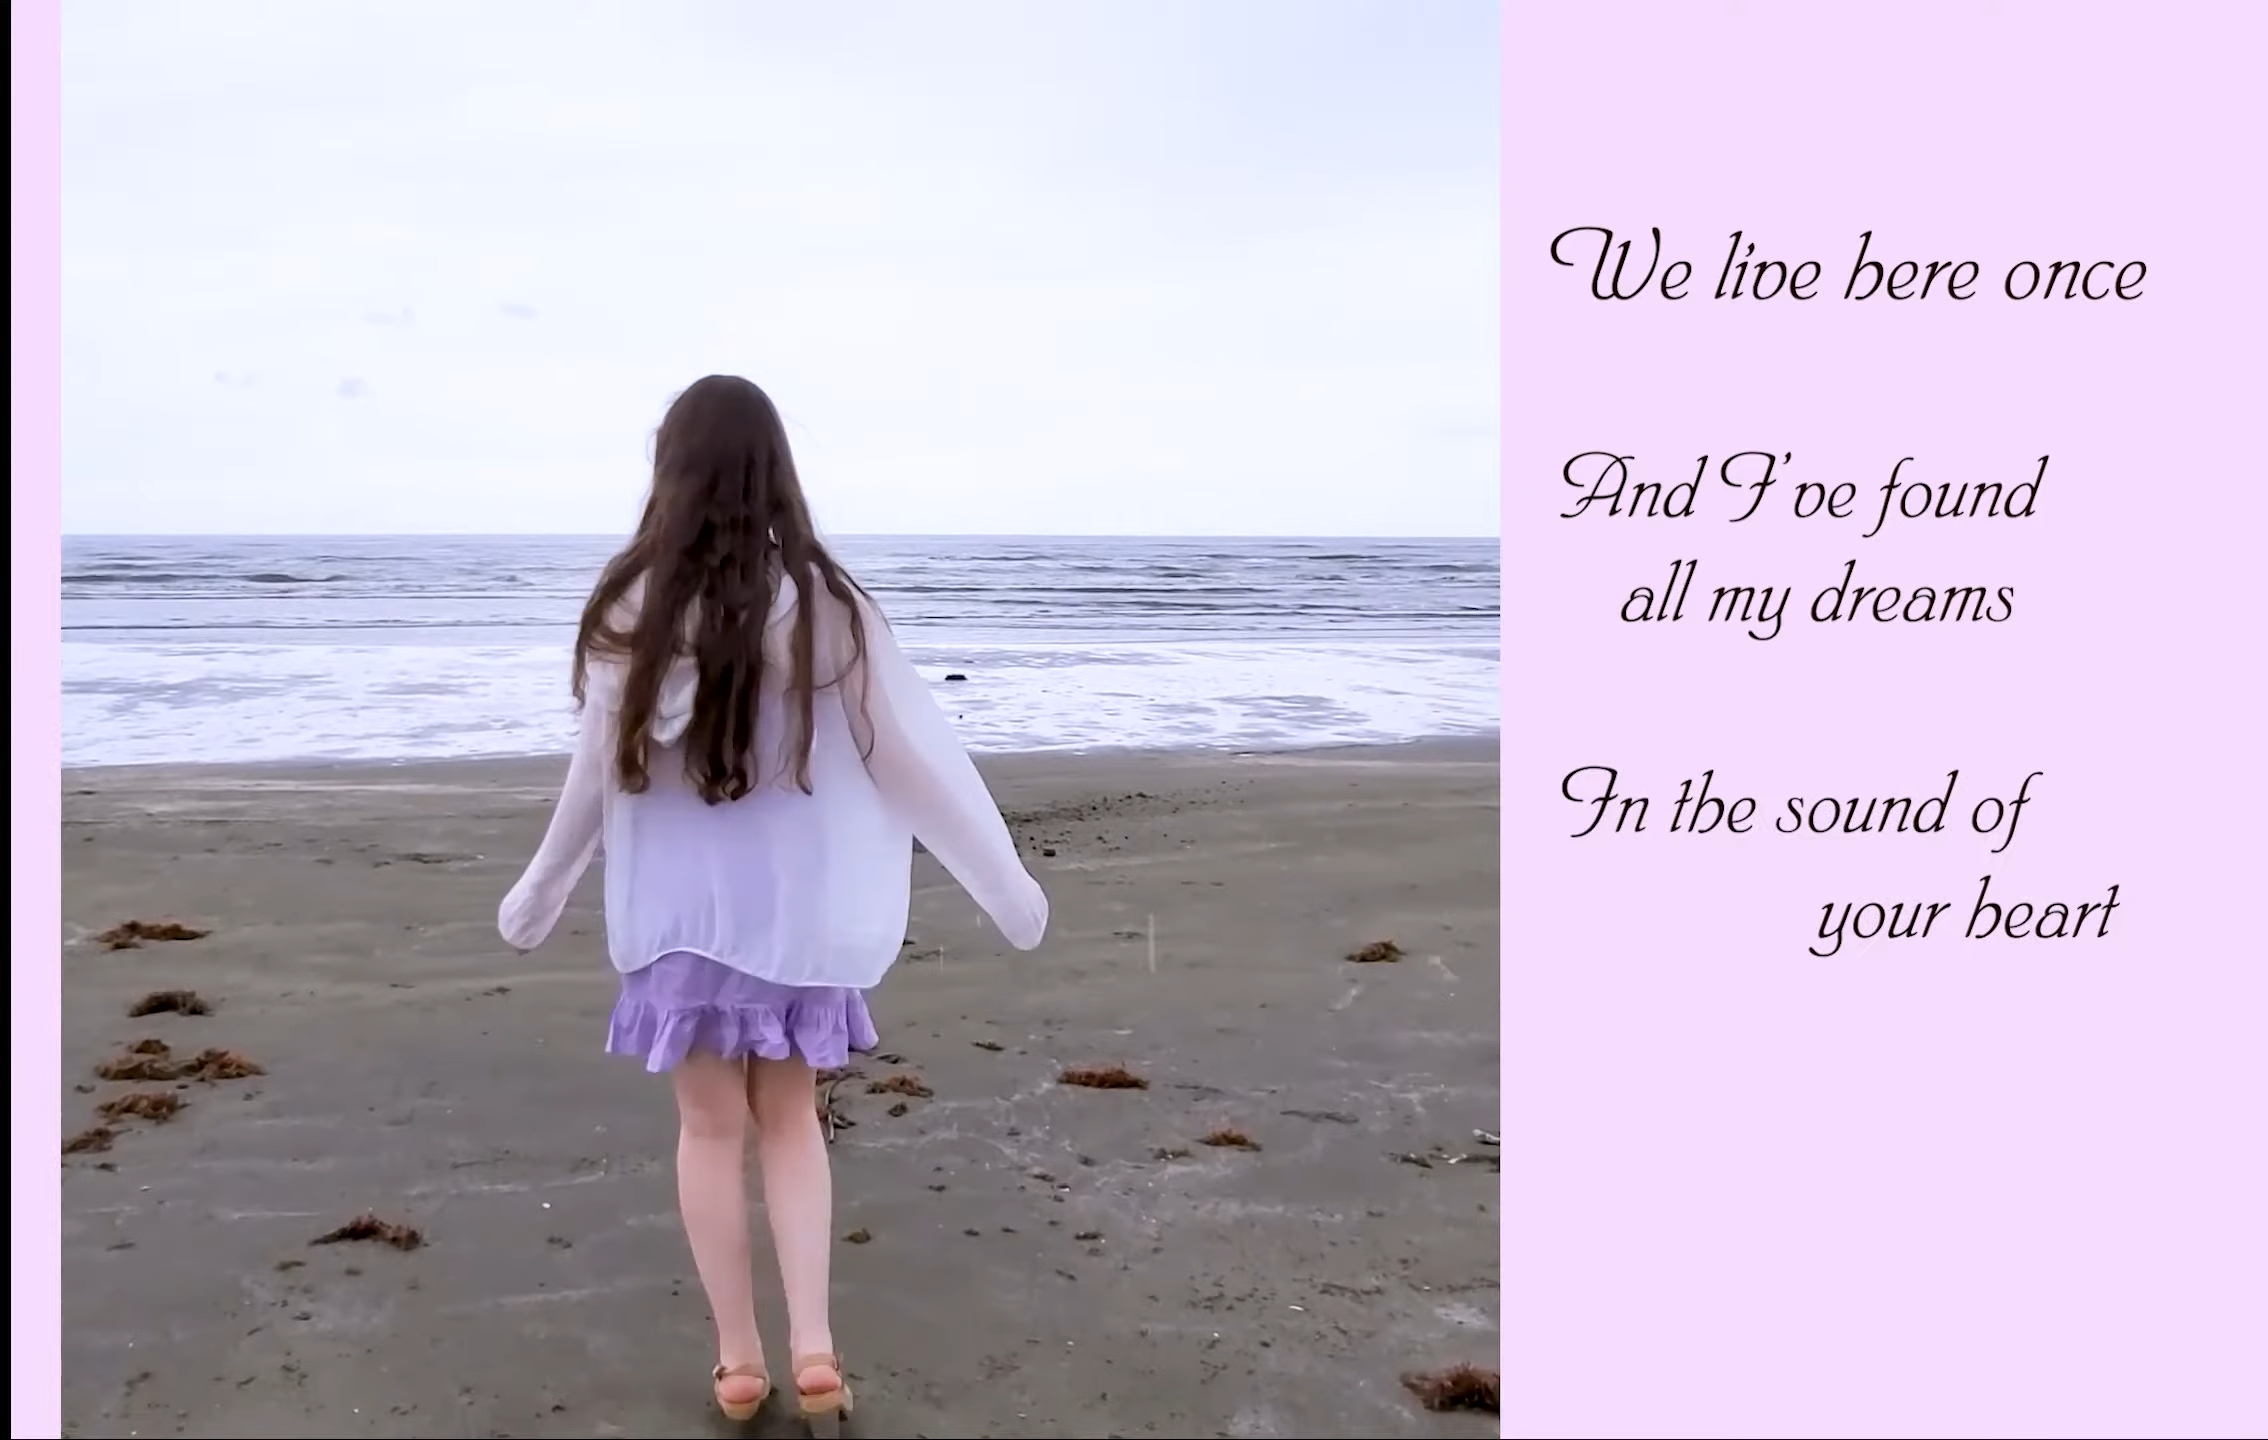 We live here once
And I've found
all my dreams
In the sound of
your heart